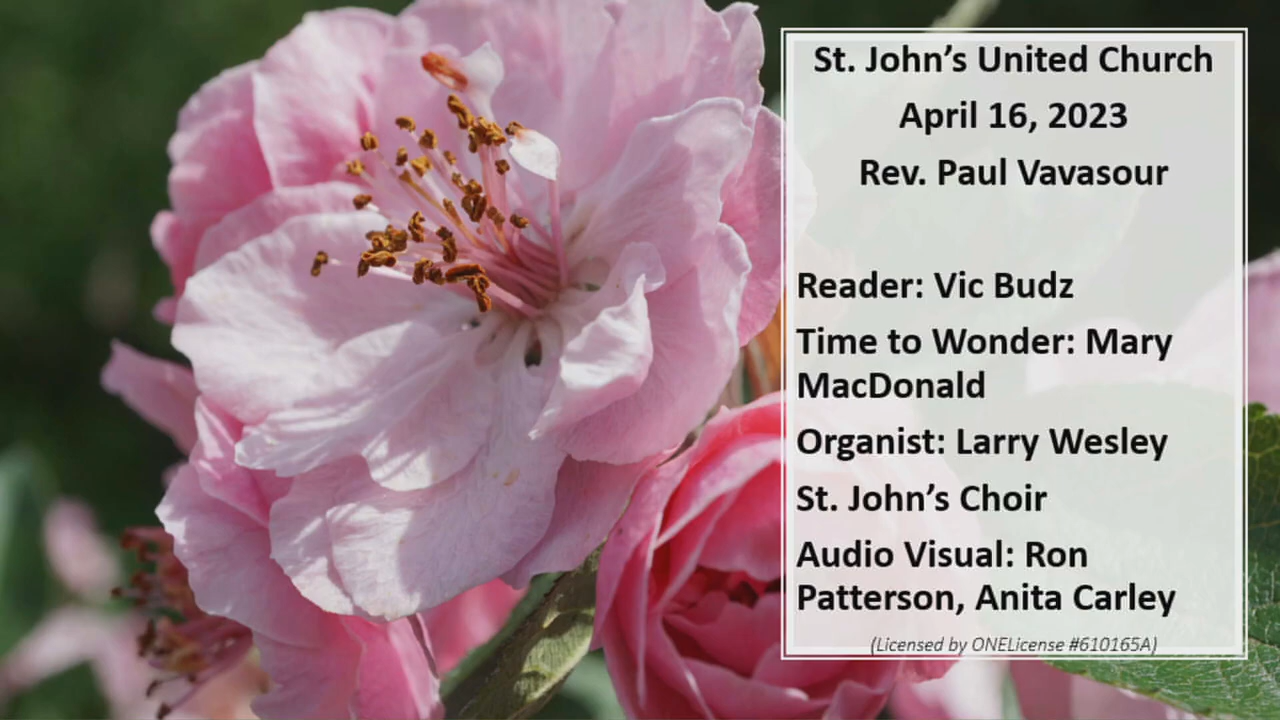 St. John’s United Church
April 16, 2023
Rev. Paul Vavasour
Reader: Vic Budz
Time to Wonder: Mary
MacDonald
Organist: Larry Wesley
St. John’s Choir
Audio Visual: Ron
Patterson, Anita Carley
(Licensed by ONELicense #610165A)